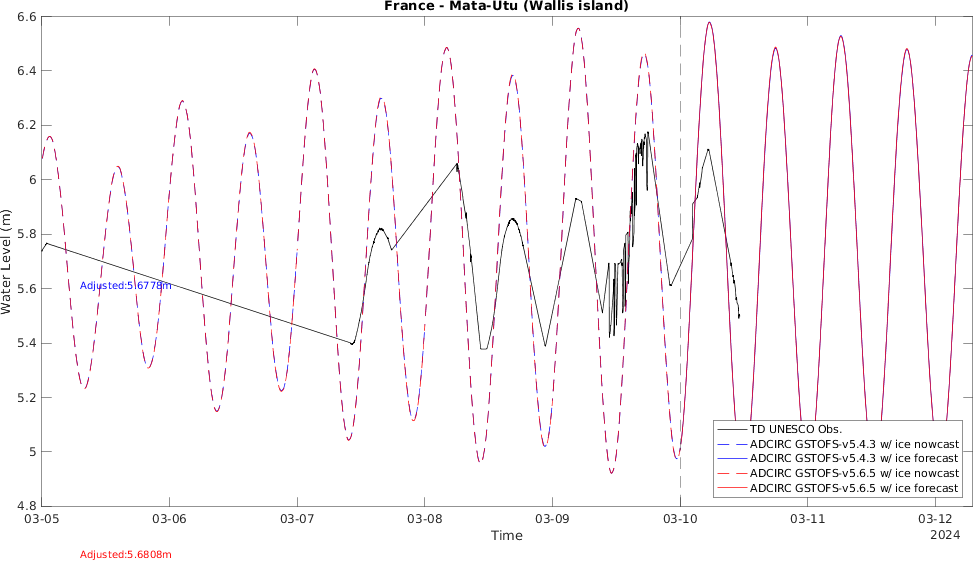 France - Mata-Utu (Wallis island)
6.6
6.4
6.2
6
5.8
5.6
5.4
5.2
5
4.8
Water Level (m)
Adjusted:5.6778m
TD UNESCO Obs.
ADCIRC GSTOFS-v5.4.3 w/ ice nowcast
ADCIRC GSTOFS-v5.4.3 w/ ice forecast
ADCIRC GSTOFS-v5.6.5 w/ ice nowcast
ADCIRC GSTOFS-v5.6.5 w/ ice forecast
03-05 03-06 03-07 03-08 03-09 03-10 03-11 03-12
Time
2024
Adjusted:5.6808m